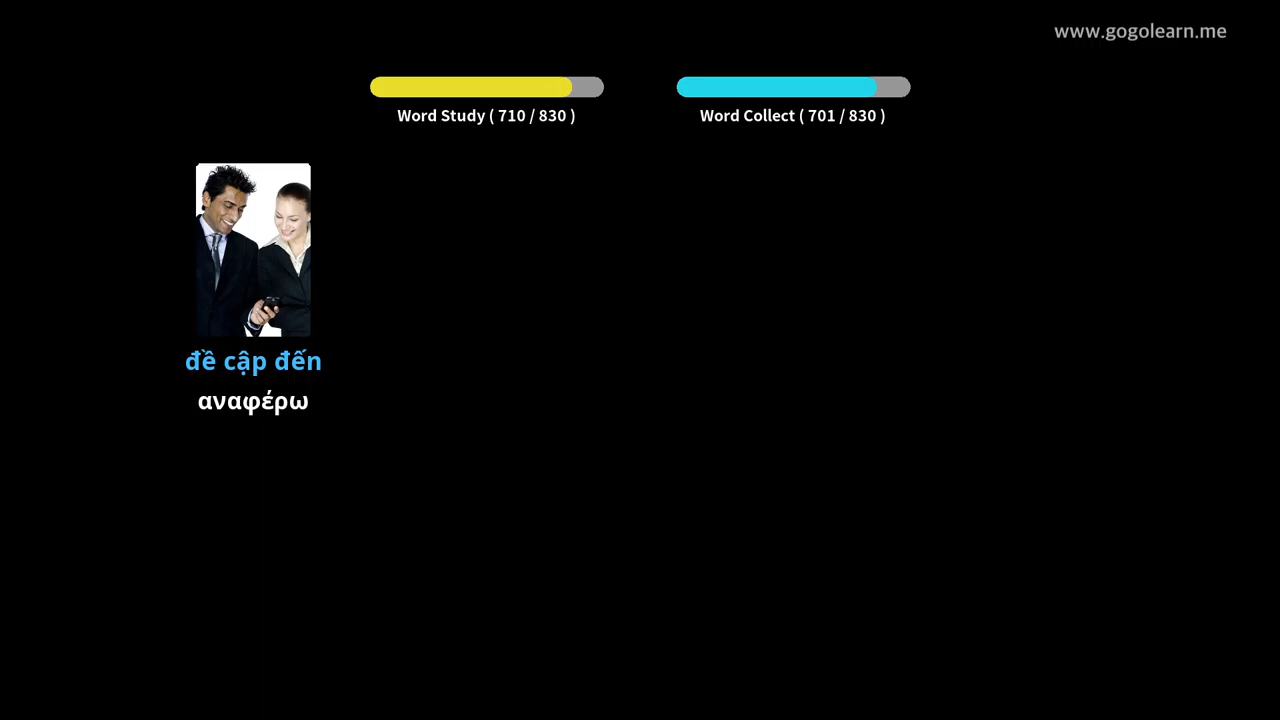 www.gogolearn.me
Word Study ( 710 / 830 )
Word Collect ( 701 / 830 )
đề cập đến
αναφέρω